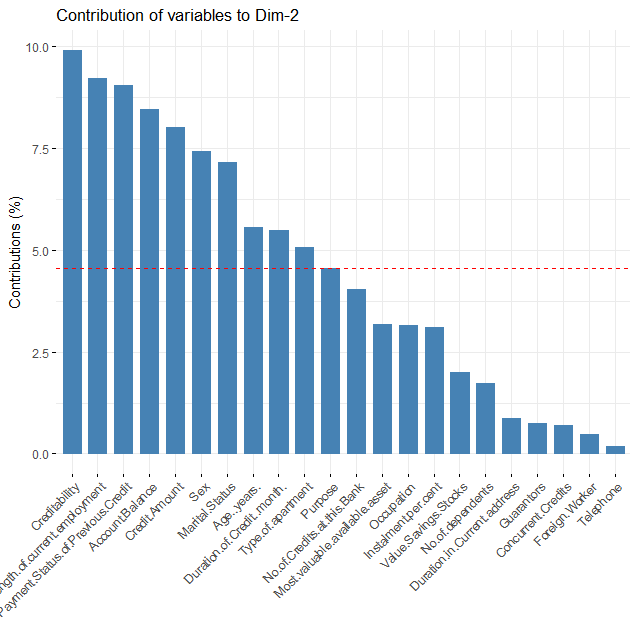 Contribution of variables to Dim-2
Contributions (%)
10.0
7.5
5.0
2.5
0.0
Creditability
ngth.of.current.employment
Payment.Status.of.Previous.Credit
Account.Balance
Credit.Amount
Sex
Marital.Status
Age..years.
Duration.of.Credit..month.
Type.of.apartment
Purpose
No.of.Credits.at.this.Bank
Most.valuable.available.asset
Occupation
Instalment.per.cent
Value.Savings.Stocks
No.of.dependents
Duration.in.Current.address
Guarantors
Concurrent.Credits
Foreign.Worker
Telephone